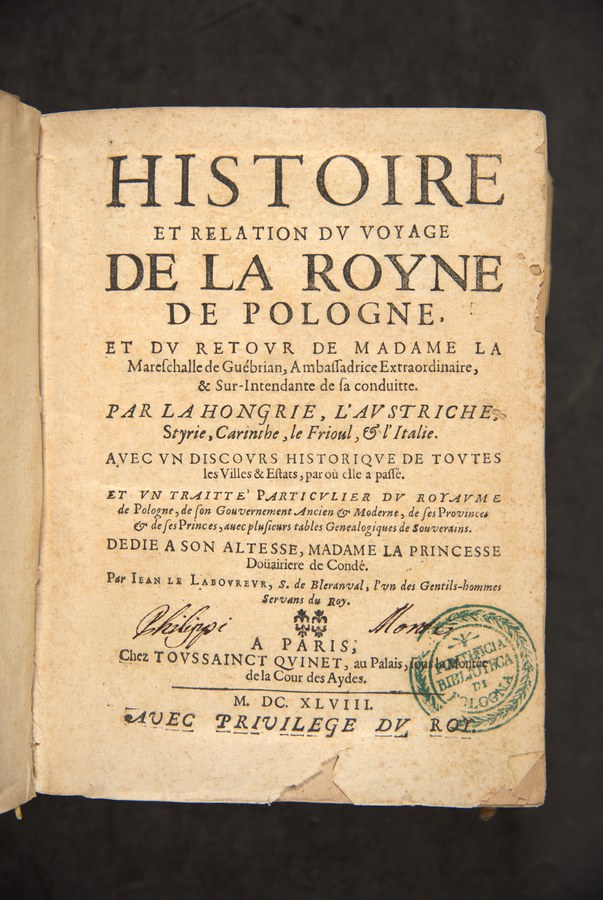 HISTOIRE
ET RELATION DV VOYAGE
DE LA ROYNE
DE POLOGNE,
ET DV RETOVR DE MADAME LA
Mareſchalle de Guébrian, Ambaſſadrice Extraordinaire,
& Sur-Intendante de ſa conduitte.
PAR LA HONGRIE, L'AVSTRICHE,
Styrie, Carinthe, le Frioul, & l'Italie.
AVEC VN DISCOVRS HISTORIQVE DE TOVTES
les Villes & Eſtats, par où elle a paſſé.
ET VN TRAITTE' PARTICVLIER DV ROYAVME
de Pologne, de ſon Gouvernement Ancien & Moderne, de ſes Provinces
& de ſes Princes, avec pluſieurs tables Genealogiques de Souverains.
DEDIE A SON ALTESSE, MADAME LA PRINCESSE
Doüairiere de Condé.
Par IEAN LE LABOVREVR, S. de Bleranval, l'vn des Gentils-hommes
Servans du Roy.
Philippi
A PARIS,
Chez TOVSSAINCT QVINET, au Palais, ſous la Montée
de la Cour des Aydes.
M. DC. XLVIII.
AVEC PRIVILEGE DV ROY.
PONTIFICIA
BIBLIOTECA
DI
BOLOGNA